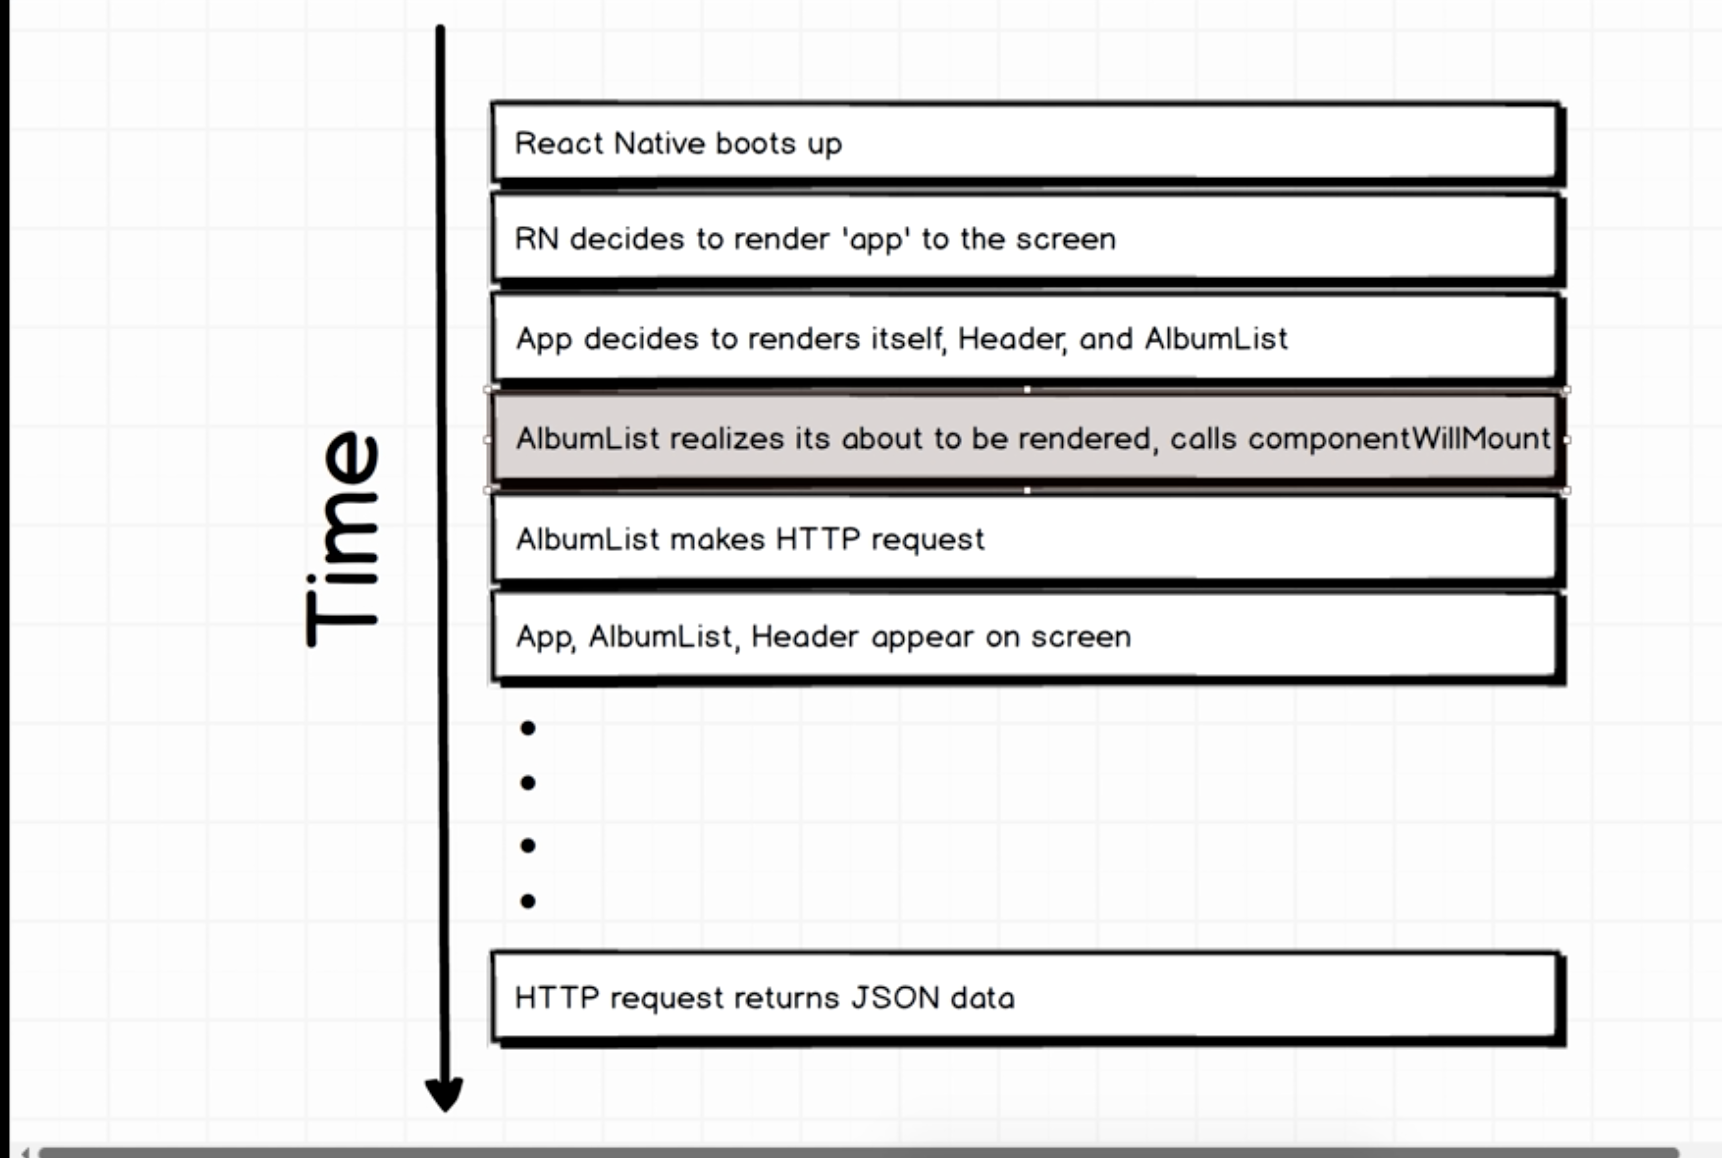 React Native boots up
RN decides to render 'app' to the screen
App decides to renders itself, Header, and AlbumList
AlbumList realizes its about to be rendered, calls componentWillMount
Time
AlbumList makes HTTP request
App, AlbumList, Header appear on screen
HTTP request returns JSON data